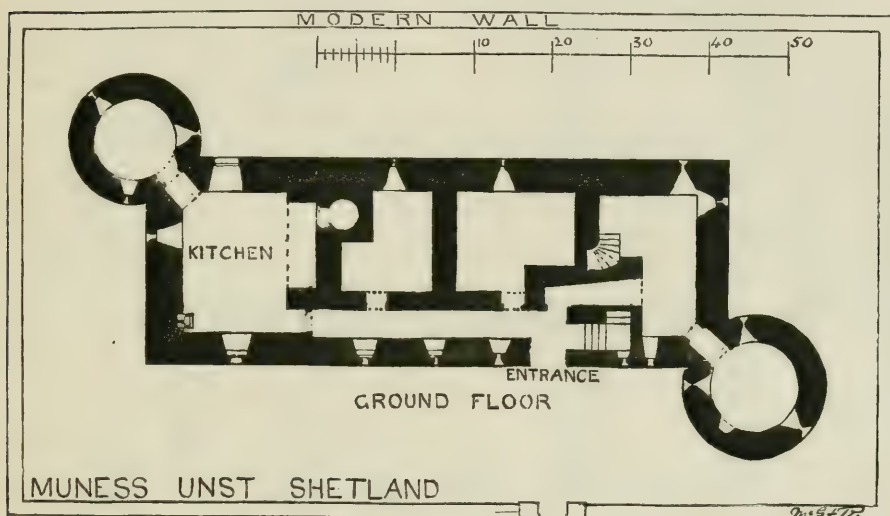 MODERN WALL
10 20 30 40 50
KITCHEN
ENTRANCE
GROUND FLOOR
MUNESS UNST SHETLAND